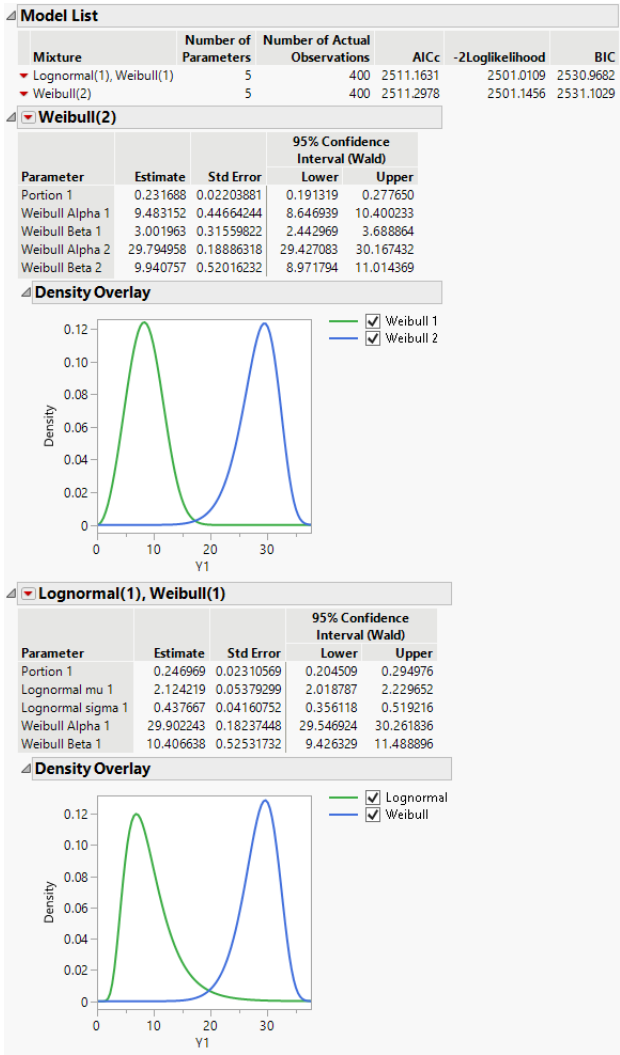 Model List
Number of Number of Actual
Mixture Parameters Observations AICc -2Loglikelihood BIC
Lognormal(1), Weibull(1) 5 400 2511.1631 2501.0109 2530.9682
Weibull(2) 5 400 2511.2978 2501.1456 2531.1029
Weibull(2)
95% Confidence
Interval (Wald)
Parameter Estimate Std Error Lower Upper
Portion 1 0.231688 0.02203881 0.191319 0.277650
Weibull Alpha 1 9.483152 0.44664244 8.646939 10.400233
Weibull Beta 1 3.001963 0.31559822 2.442969 3.688864
Weibull Alpha 2 29.794958 0.18886318 29.427083 30.167432
Weibull Beta 2 9.940757 0.52016232 8.971794 11.014369
Density Overlay
Weibull 1
Weibull 2
0.12
0.10
0.08
0.06
0.04
0.02
0
Density
0 10 20 30
Y1
Lognormal(1), Weibull(1)
95% Confidence
Interval (Wald)
Parameter Estimate Std Error Lower Upper
Portion 1 0.246969 0.02310569 0.204509 0.294976
Lognormal mu 1 2.124219 0.05379299 2.018787 2.229652
Lognormal sigma 1 0.437667 0.04160752 0.356118 0.519216
Weibull Alpha 1 29.902243 0.18237448 29.546924 30.261836
Weibull Beta 1 10.406638 0.52531732 9.426329 11.488896
Density Overlay
Lognormal
Weibull
0.12
0.10
0.08
0.06
0.04
0.02
0
Density
0 10 20 30
Y1